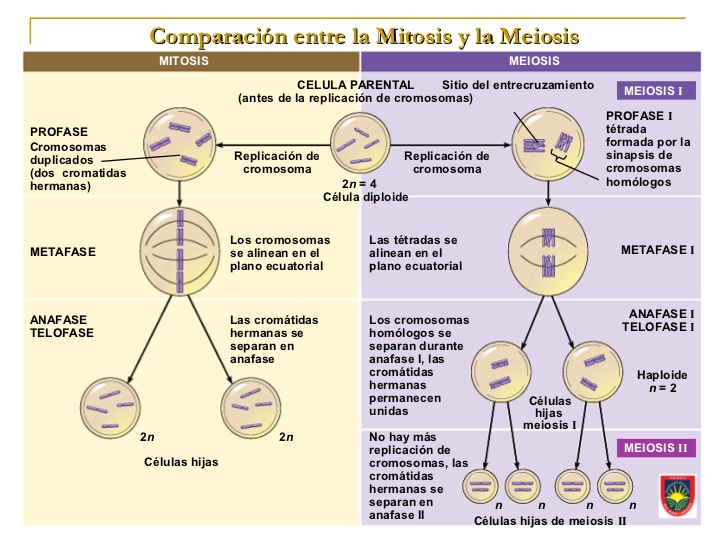 Comparación entre la Mitosis y la Meiosis
MITOSIS
MEIOSIS
CELULA PARENTAL
(antes de la replicación de cromosomas)
Sitio del entrecruzamiento
MEIOSIS I
PROFASE
Cromosomas
duplicados
(dos cromatidas
hermanas)
Replicación de
cromosoma
2n = 4
Célula diploide
Replicación de
cromosoma
PROFASE I
tétrada
formada por la
sinapsis de
cromosomas
homólogos
METAFASE
Los cromosomas
se alinean en el
plano ecuatorial
Las tétradas se
alinean en el
plano ecuatorial
METAFASE I
ANAFASE
TELOFASE
Las cromátidas
hermanas se
separan en
anafase
Los cromosomas
homólogos se
separan durante
anafase I, las
cromátidas
hermanas
permanecen
unidas
ANAFASE I
TELOFASE I
Haploide
n = 2
Células
hijas
meiosis I
2n
2n
Células hijas
No hay más
replicación de
cromosomas, las
cromátidas
hermanas se
separan en
anafase II
MEIOSIS II
n
n
n
n
Células hijas de meiosis II